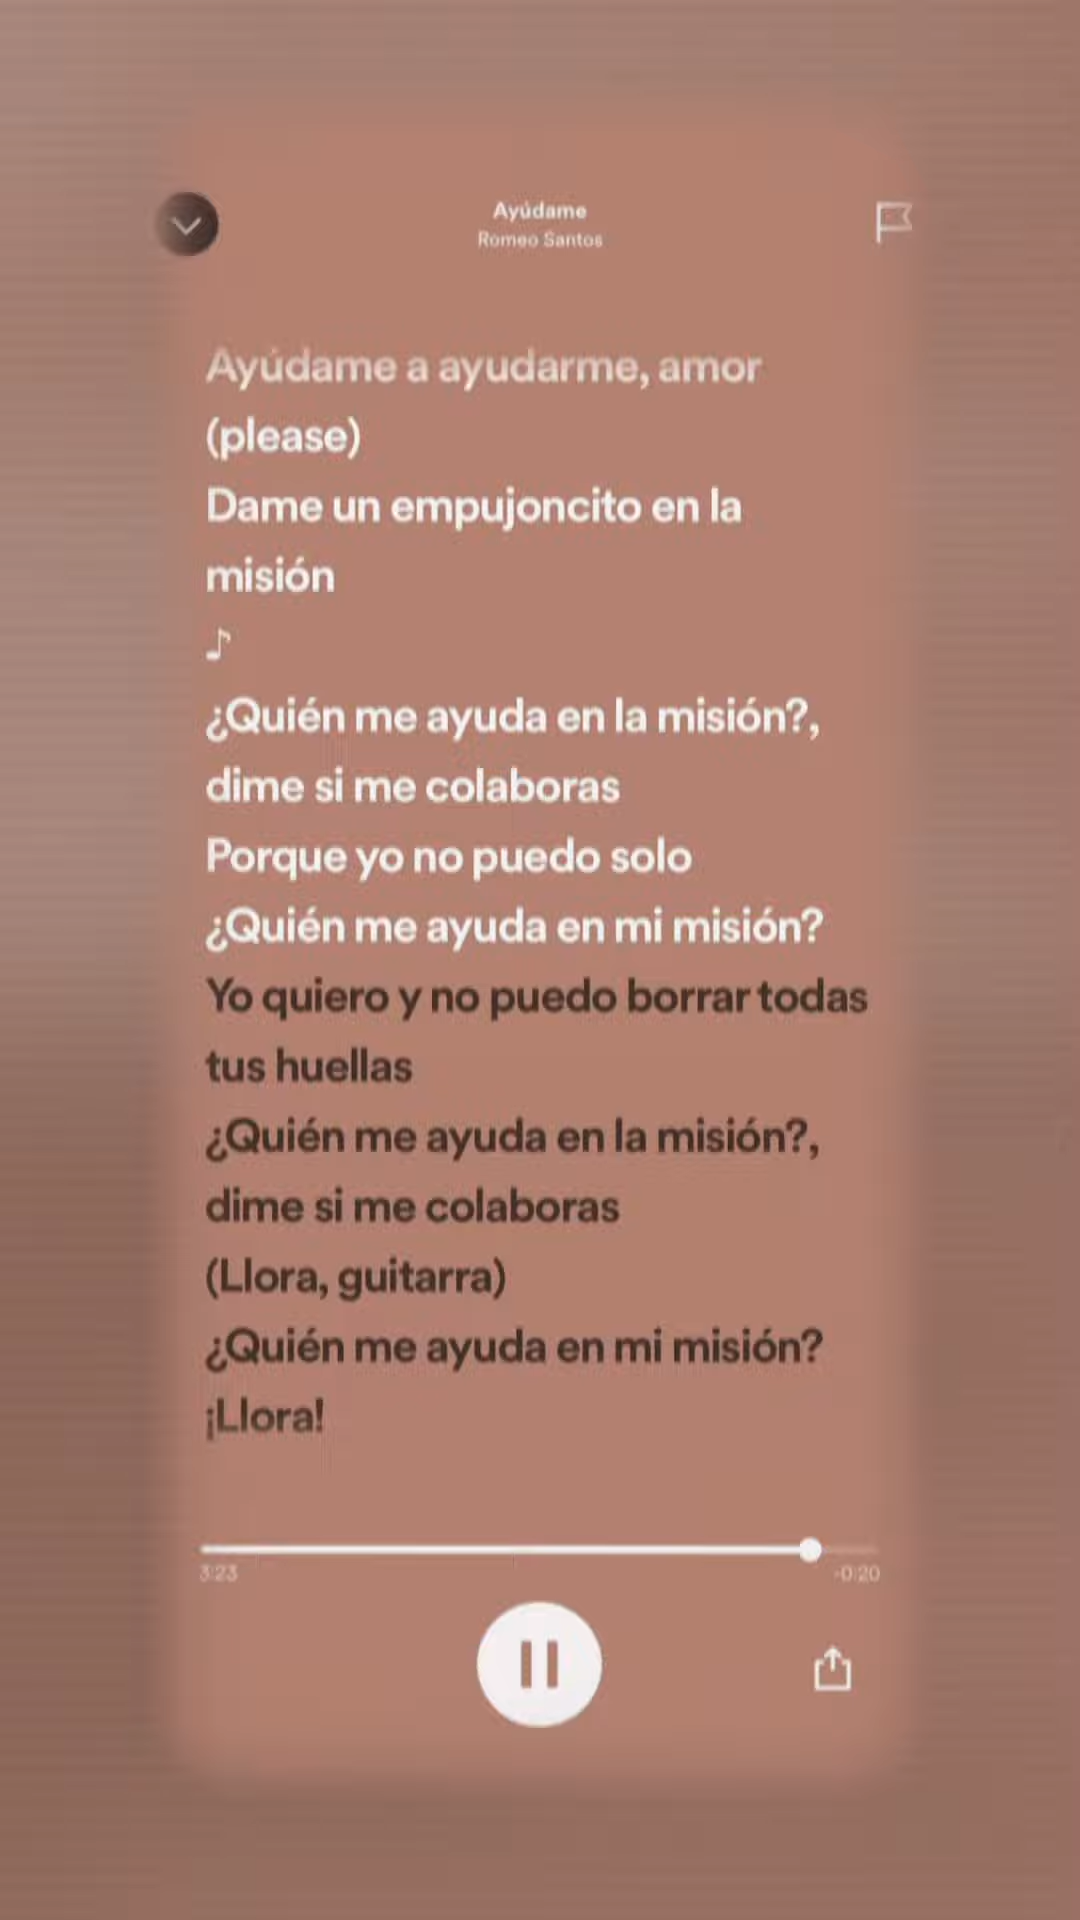 Ayúdame
Romeo Santos
Ayúdame a ayudarme, amor
(please)
Dame un empujoncito en la
misión
♪
¿Quién me ayuda en la misión?,
dime si me colaboras
Porque yo no puedo solo
¿Quién me ayuda en mi misión?
Yo quiero y no puedo borrar todas
tus huellas
¿Quién me ayuda en la misión?,
dime si me colaboras
(Llora, guitarra)
¿Quién me ayuda en mi misión?
¡Llora!
3:23
-0:20